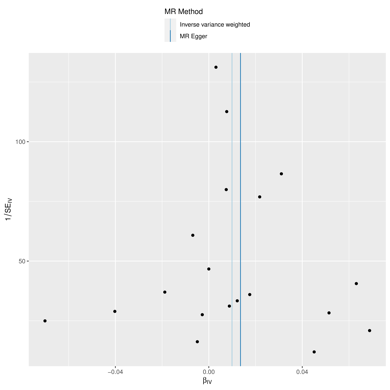 MR Method
Inverse variance weighted
MR Egger
100
50
1/SE_IV
−0.04
0.00
0.04
β_IV